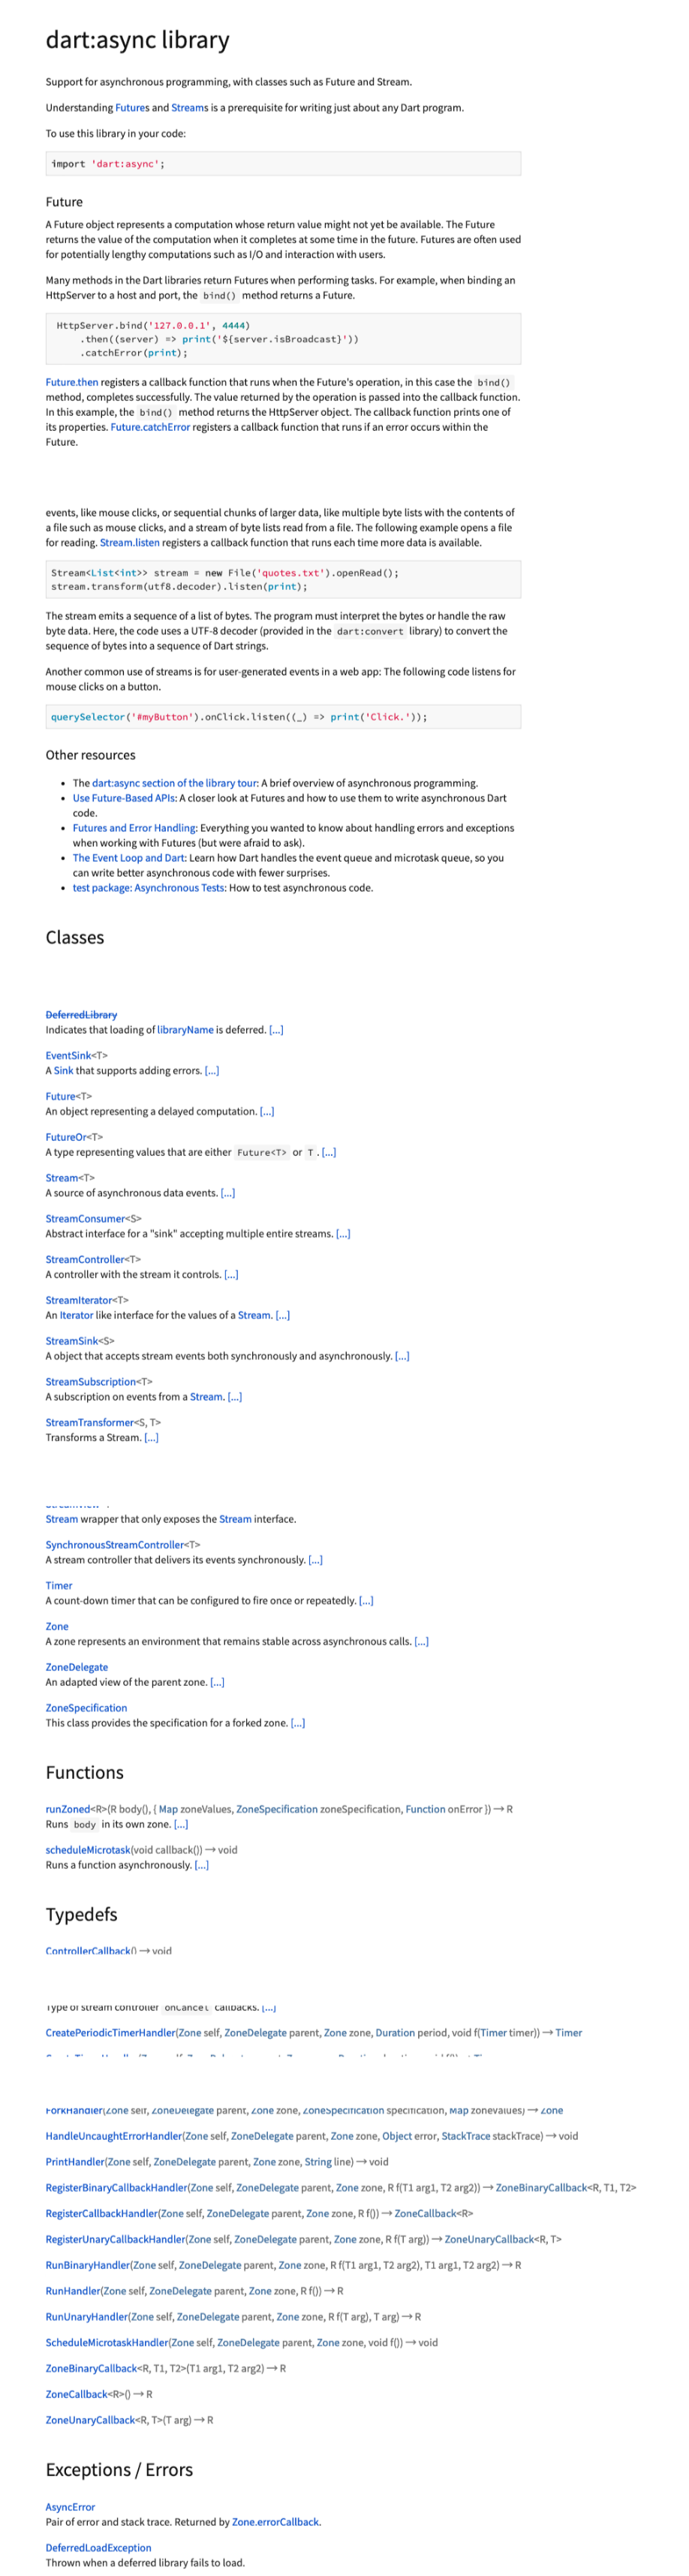 dart:async library
Support for asynchronous programming, with classes such as Future and Stream.
Understanding Futures and Streams is a prerequisite for writing just about any Dart program.
To use this library in your code:
import 'dart:async';
Future
A Future object represents a computation whose return value might not yet be available. The Future
returns the value of the computation when it completes at some time in the future. Futures are often used
for potentially lengthy computations such as I/O and interaction with users.
Many methods in the Dart libraries return Futures when performing tasks. For example, when binding an
HttpServer to a host and port, the bind() method returns a Future.
HttpServer.bind('127.0.0.1', 4444)
.then((server) => print('${server.isBroadcast}'))
.catchError(print);
Future.then registers a callback function that runs when the Future's operation, in this case the bind()
method, completes successfully. The value returned by the operation is passed into the callback function.
In this example, the bind() method returns the HttpServer object. The callback function prints one of
its properties. Future.catchError registers a callback function that runs if an error occurs within the
Future.
events, like mouse clicks, or sequential chunks of larger data, like multiple byte lists with the contents of
a file such as mouse clicks, and a stream of byte lists read from a file. The following example opens a file
for reading. Stream.listen registers a callback function that runs each time more data is available.
Stream<List<int>> stream = new File('quotes.txt').openRead();
stream.transform(utf8.decoder).listen(print);
The stream emits a sequence of a list of bytes. The program must interpret the bytes or handle the raw
byte data. Here, the code uses a UTF-8 decoder (provided in the dart:convert library) to convert the
sequence of bytes into a sequence of Dart strings.
Another common use of streams is for user-generated events in a web app: The following code listens for
mouse clicks on a button.
querySelector('#myButton').onClick.listen((_) => print('Click.'));
Other resources
• The dart:async section of the library tour: A brief overview of asynchronous programming.
• Use Future-Based APIs: A closer look at Futures and how to use them to write asynchronous Dart
code.
• Futures and Error Handling: Everything you wanted to know about handling errors and exceptions
when working with Futures (but were afraid to ask).
• The Event Loop and Dart: Learn how Dart handles the event queue and microtask queue, so you
can write better asynchronous code with fewer surprises.
• test package: Asynchronous Tests: How to test asynchronous code.
Classes
DeferredLibrary
Indicates that loading of libraryName is deferred. [...]
EventSink<T>
A Sink that supports adding errors. [...]
Future<T>
An object representing a delayed computation. [...]
FutureOr<T>
A type representing values that are either Future<T> or T. [...]
Stream<T>
A source of asynchronous data events. [...]
StreamConsumer<S>
Abstract interface for a "sink" accepting multiple entire streams. [...]
StreamController<T>
A controller with the stream it controls. [...]
StreamIterator<T>
An Iterator like interface for the values of a Stream. [...]
StreamSink<S>
A object that accepts stream events both synchronously and asynchronously. [...]
StreamSubscription<T>
A subscription on events from a Stream. [...]
StreamTransformer<S, T>
Transforms a Stream. [...]
Stream wrapper that only exposes the Stream interface.
SynchronousStreamController<T>
A stream controller that delivers its events synchronously. [...]
Timer
A count-down timer that can be configured to fire once or repeatedly. [...]
Zone
A zone represents an environment that remains stable across asynchronous calls. [...]
ZoneDelegate
An adapted view of the parent zone. [...]
ZoneSpecification
This class provides the specification for a forked zone. [...]
Functions
runZoned<R>(R body(), { Map zoneValues, ZoneSpecification zoneSpecification, Function onError }) → R
Runs body in its own zone. [...]
scheduleMicrotask(void callback()) → void
Runs a function asynchronously. [...]
Typedefs
ControllerCallback() → void
Type of stream controller onCancel callbacks. [...]
CreatePeriodicTimerHandler(Zone self, ZoneDelegate parent, Zone zone, Duration period, void f(Timer timer)) → Timer
ForkHandler(Zone self, ZoneDelegate parent, Zone zone, ZoneSpecification specification, Map zoneValues) → Zone
HandleUncaughtErrorHandler(Zone self, ZoneDelegate parent, Zone zone, Object error, StackTrace stackTrace) → void
PrintHandler(Zone self, ZoneDelegate parent, Zone zone, String line) → void
RegisterBinaryCallbackHandler(Zone self, ZoneDelegate parent, Zone zone, R f(T1 arg1, T2 arg2)) → ZoneBinaryCallback<R, T1, T2>
RegisterCallbackHandler(Zone self, ZoneDelegate parent, Zone zone, R f()) → ZoneCallback<R>
RegisterUnaryCallbackHandler(Zone self, ZoneDelegate parent, Zone zone, R f(T arg)) → ZoneUnaryCallback<R, T>
RunBinaryHandler(Zone self, ZoneDelegate parent, Zone zone, R f(T1 arg1, T2 arg2), T1 arg1, T2 arg2) → R
RunHandler(Zone self, ZoneDelegate parent, Zone zone, R f()) → R
RunUnaryHandler(Zone self, ZoneDelegate parent, Zone zone, R f(T arg), T arg) → R
ScheduleMicrotaskHandler(Zone self, ZoneDelegate parent, Zone zone, void f()) → void
ZoneBinaryCallback<R, T1, T2>(T1 arg1, T2 arg2) → R
ZoneCallback<R>() → R
ZoneUnaryCallback<R, T>(T arg) → R
Exceptions / Errors
AsyncError
Pair of error and stack trace. Returned by Zone.errorCallback.
DeferredLoadException
Thrown when a deferred library fails to load.